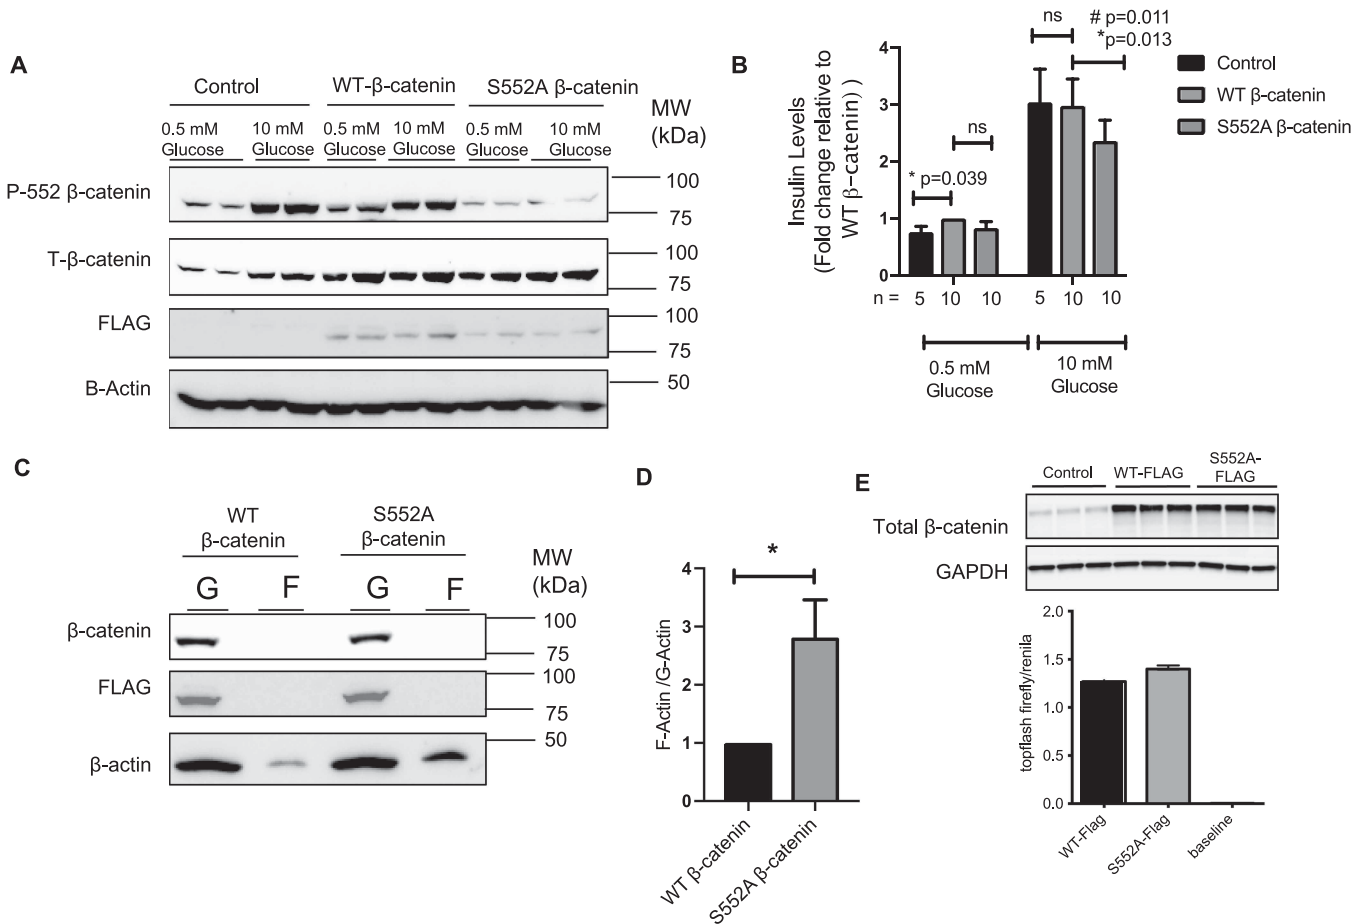 A
Control
WT-β-catenin
S552A β-catenin
MW
(kDa)
0.5 mM
Glucose
10 mM
Glucose
0.5 mM
Glucose
10 mM
Glucose
0.5 mM
Glucose
10 mM
Glucose
P-552 β-catenin
100
75
T-β-catenin
100
75
FLAG
100
75
B-Actin
50
B
Insulin Levels
(Fold change relative to
WT β−catenin) )
4
3
2
1
0
* p=0.039
ns
ns
# p=0.011
*p=0.013
Control
WT β-catenin
S552A β-catenin
n = 5 10 10 5 10 10
0.5 mM
Glucose
10 mM
Glucose
C
WT
β-catenin
S552A
β-catenin
MW
(kDa)
G F G F
β-catenin
100
75
FLAG
100
75
β-actin
50
D
*
F-Actin /G-Actin
4
3
2
1
0
WT β-catenin
S552A β-catenin
E
Control
WT-FLAG
S552A-
FLAG
Total β-catenin
GAPDH
topflash firefly/renila
2.0
1.5
1.0
0.5
0.0
WT-Flag
S552A-Flag
baseline